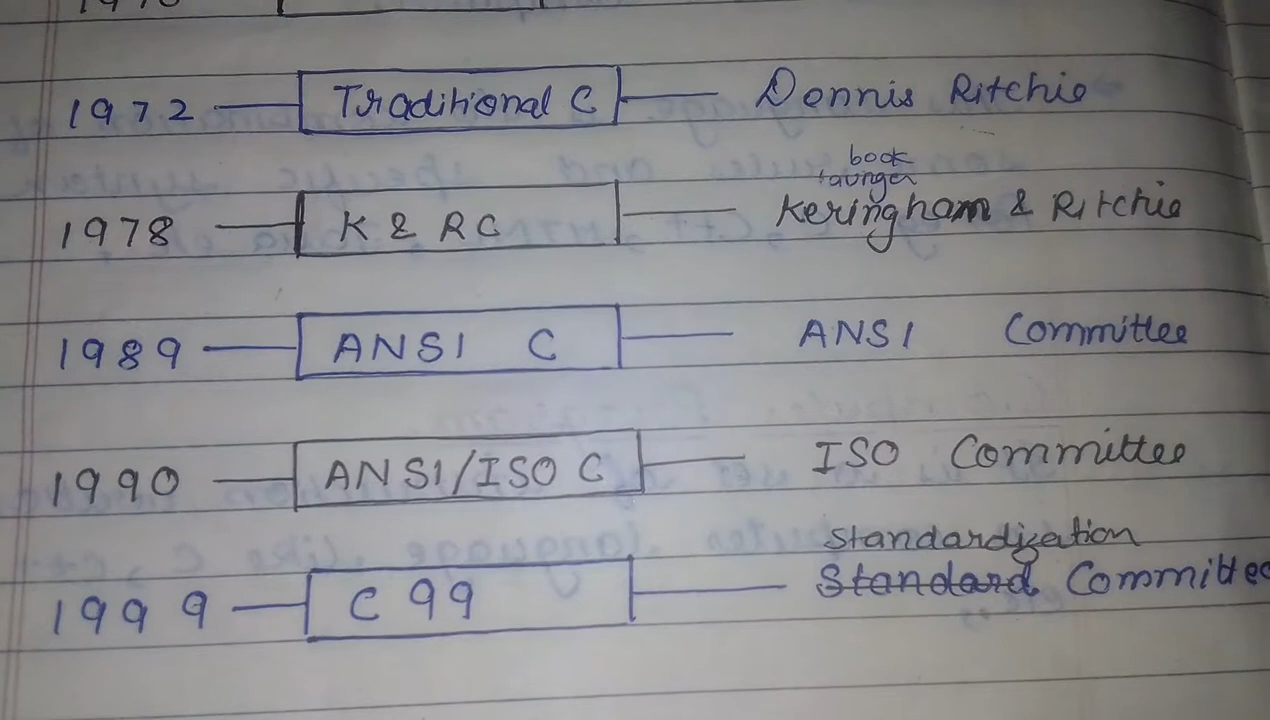 1972 Traditional C Dennis Ritchie
book
1978 K & RC Keringham & Ritchie
1989 ANSI C ANSI Committee
1990 ANSI/ISO C ISO Committee
Standardization
1999 C 99 Standard Committee